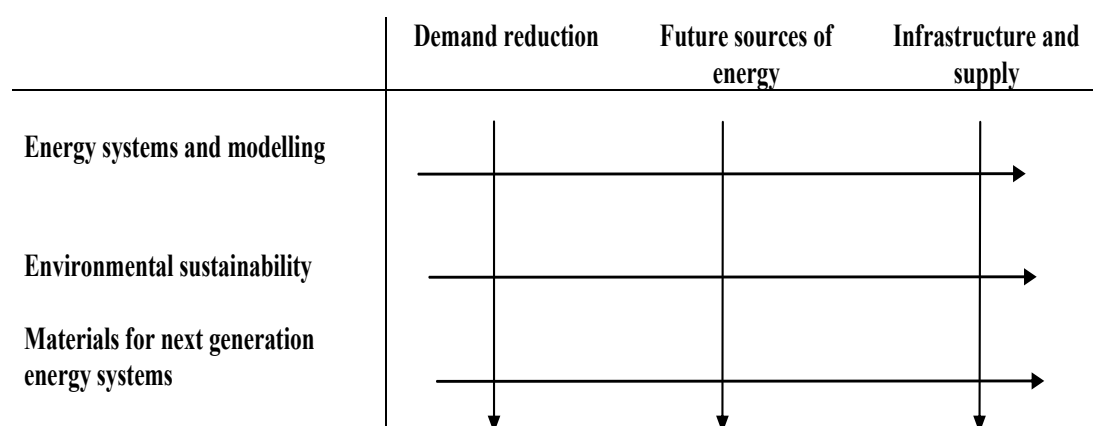 Demand reduction
Future sources of
energy
Infrastructure and
supply
Energy systems and modelling
Environmental sustainability
Materials for next generation
energy systems